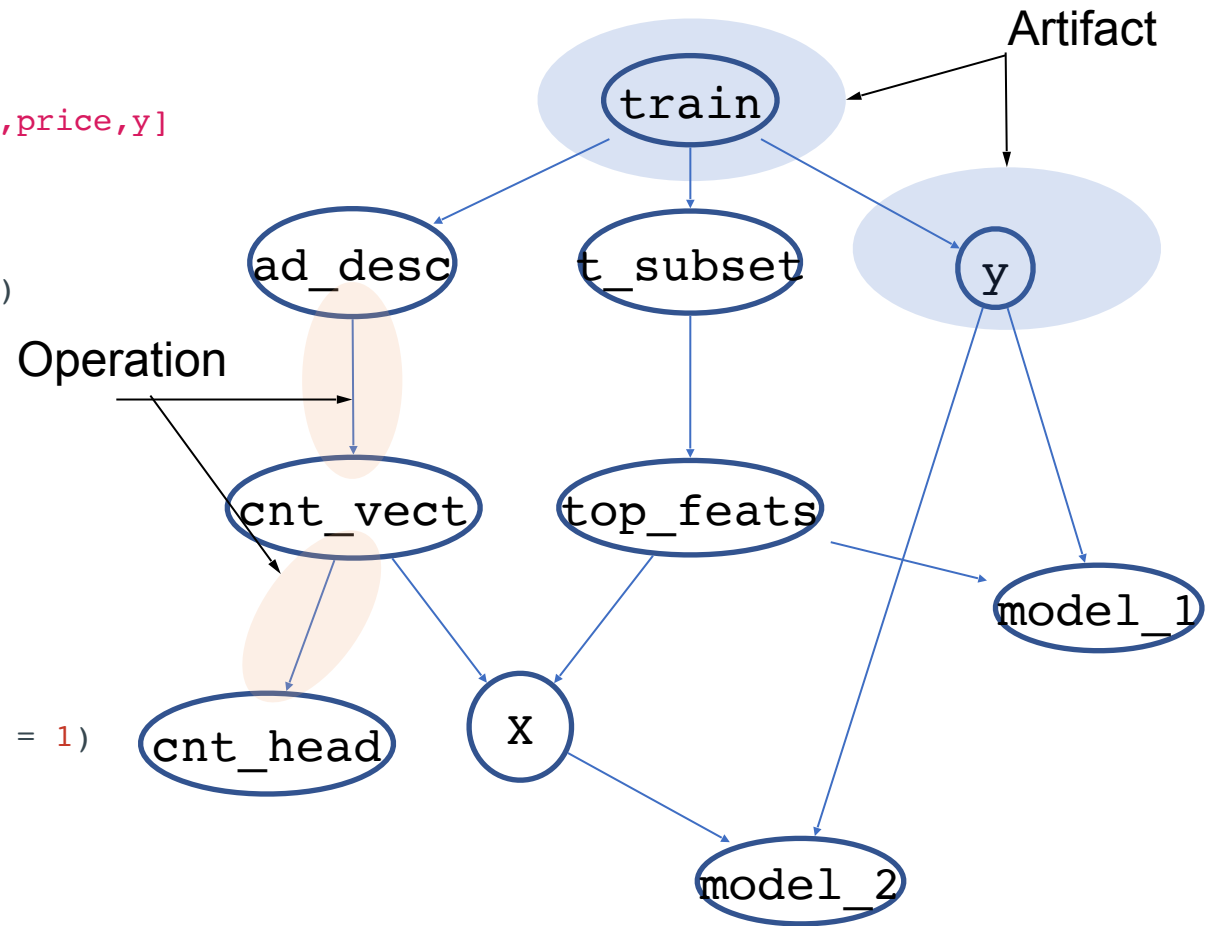 Artifact
train
,price,y]
ad_desc
t_subset
y
)
Operation
cnt_vect
top_feats
model_1
= 1)
cnt_head
X
model_2